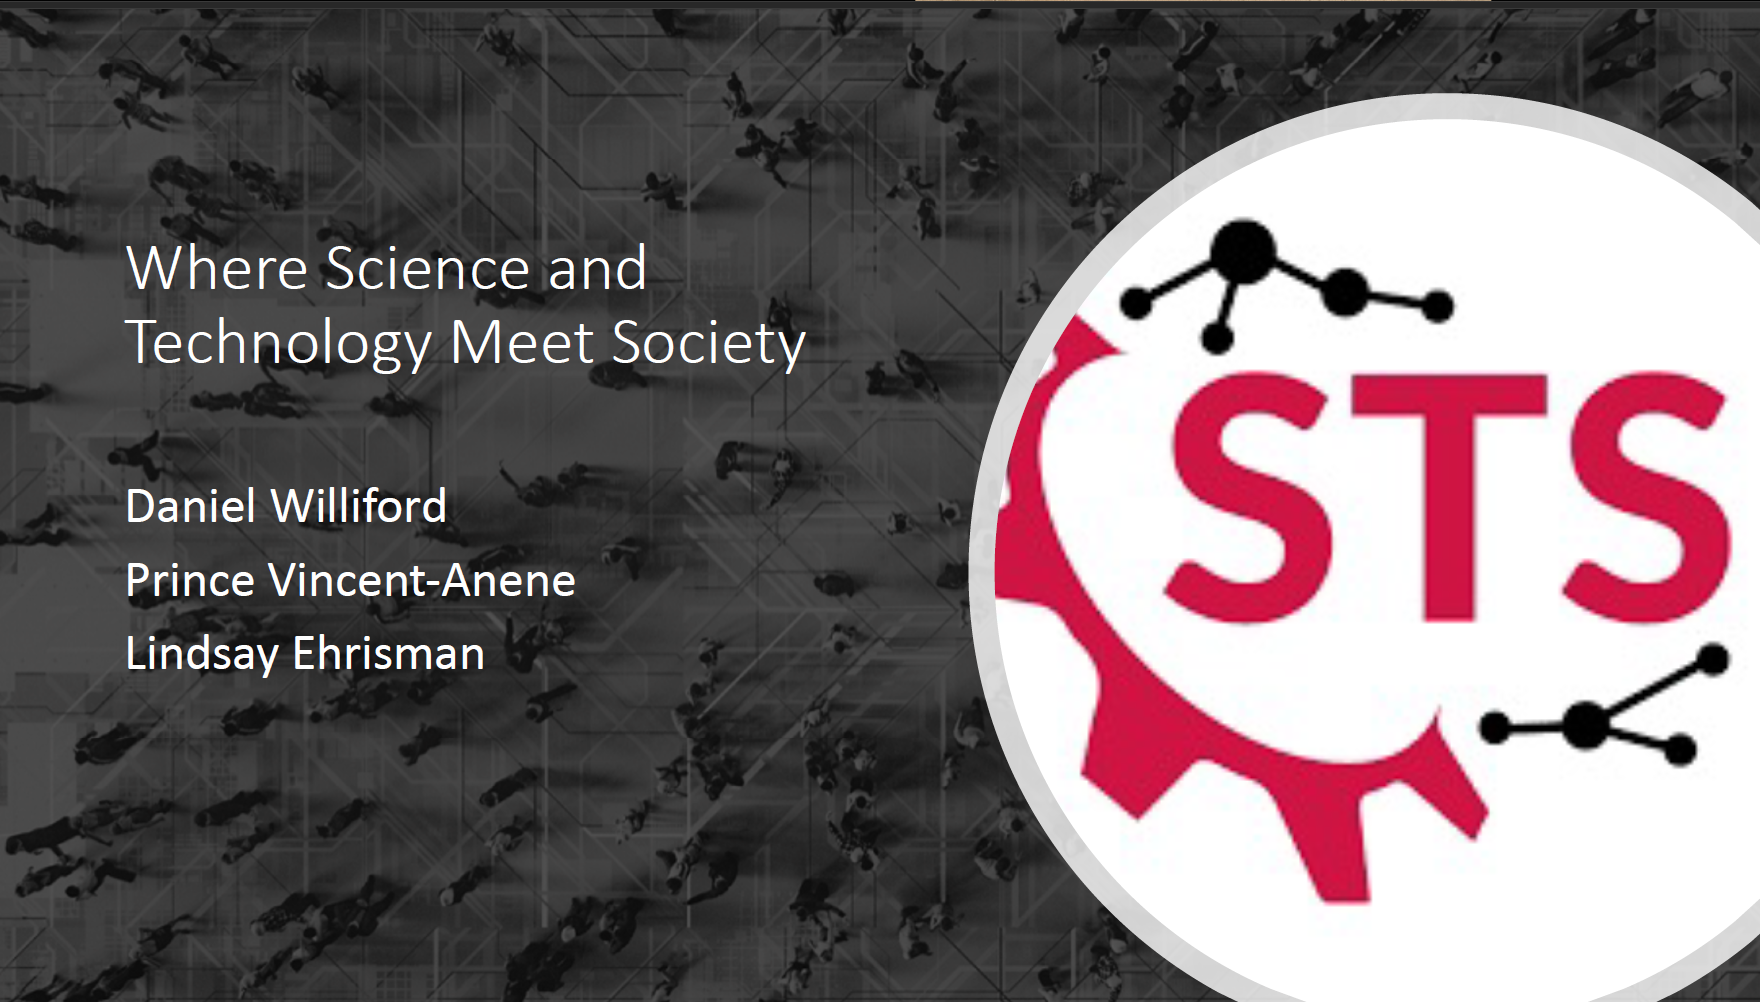 Where Science and
Technology Meet Society
Daniel Williford
Prince Vincent-Anene
Lindsay Ehrisman
STS